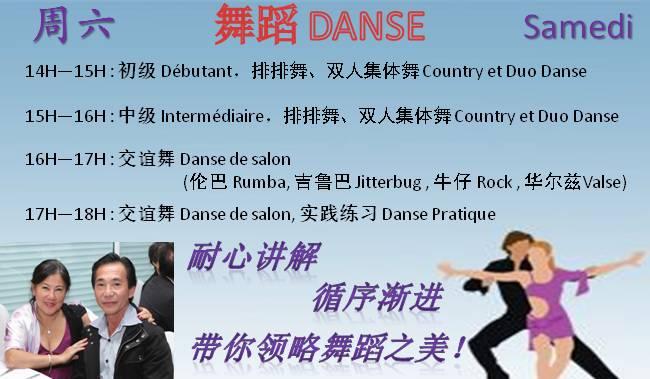 周六 舞蹈 DANSE Samedi
14H—15H : 初级 Débutant，排排舞、双人集体舞 Country et Duo Danse
15H—16H : 中级 Intermédiaire，排排舞、双人集体舞 Country et Duo Danse
16H—17H : 交谊舞 Danse de salon
(伦巴 Rumba, 吉鲁巴 Jitterbug , 牛仔 Rock , 华尔兹 Valse)
17H—18H : 交谊舞 Danse de salon, 实践练习 Danse Pratique
耐心讲解
循序渐进
带你领略舞蹈之美！